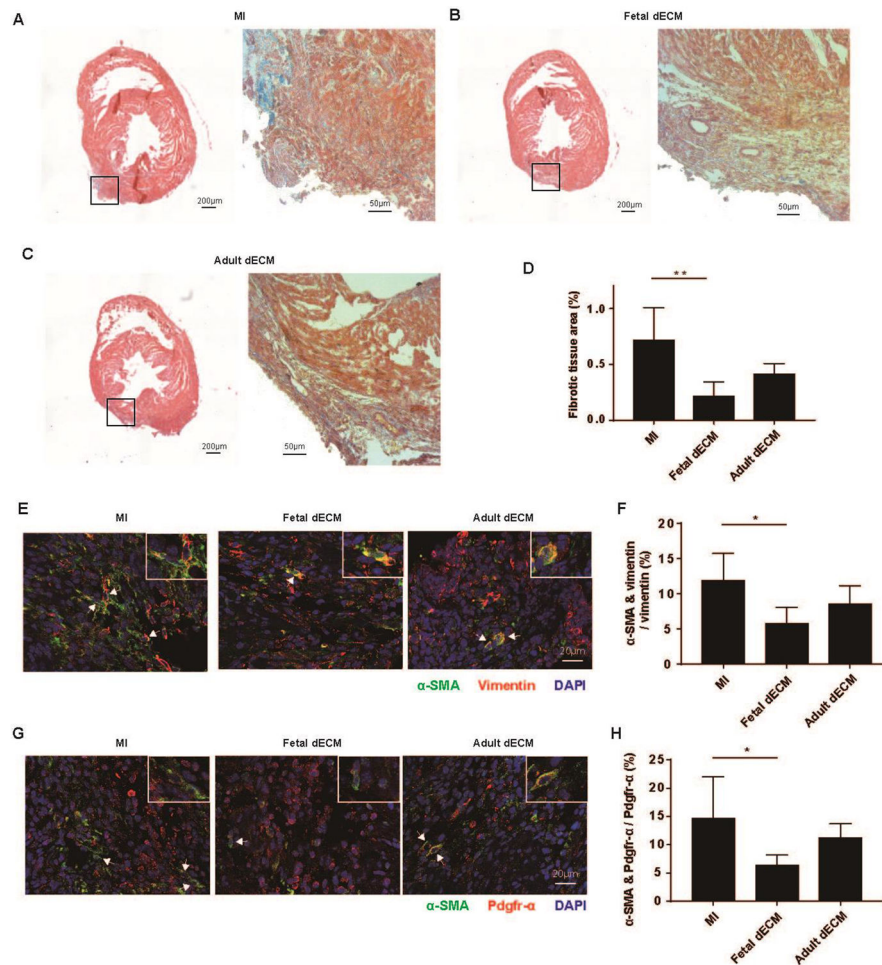 A
MI
200µm
50µm
B
Fetal dECM
200µm
50µm
C
Adult dECM
200µm
50µm
D
Fibrotic tissue area (%)
1.0
0.5
0.0
**
MI
Fetal dECM
Adult dECM
E
MI
Fetal dECM
Adult dECM
20µm
α-SMA Vimentin DAPI
F
α-SMA & vimentin
/ vimentin (%)
20
15
10
5
0
*
MI
Fetal dECM
Adult dECM
G
MI
Fetal dECM
Adult dECM
20µm
α-SMA Pdgfr-α DAPI
H
α-SMA & Pdgfr-α / Pdgfr-α (%)
25
20
15
10
5
0
*
MI
Fetal dECM
Adult dECM